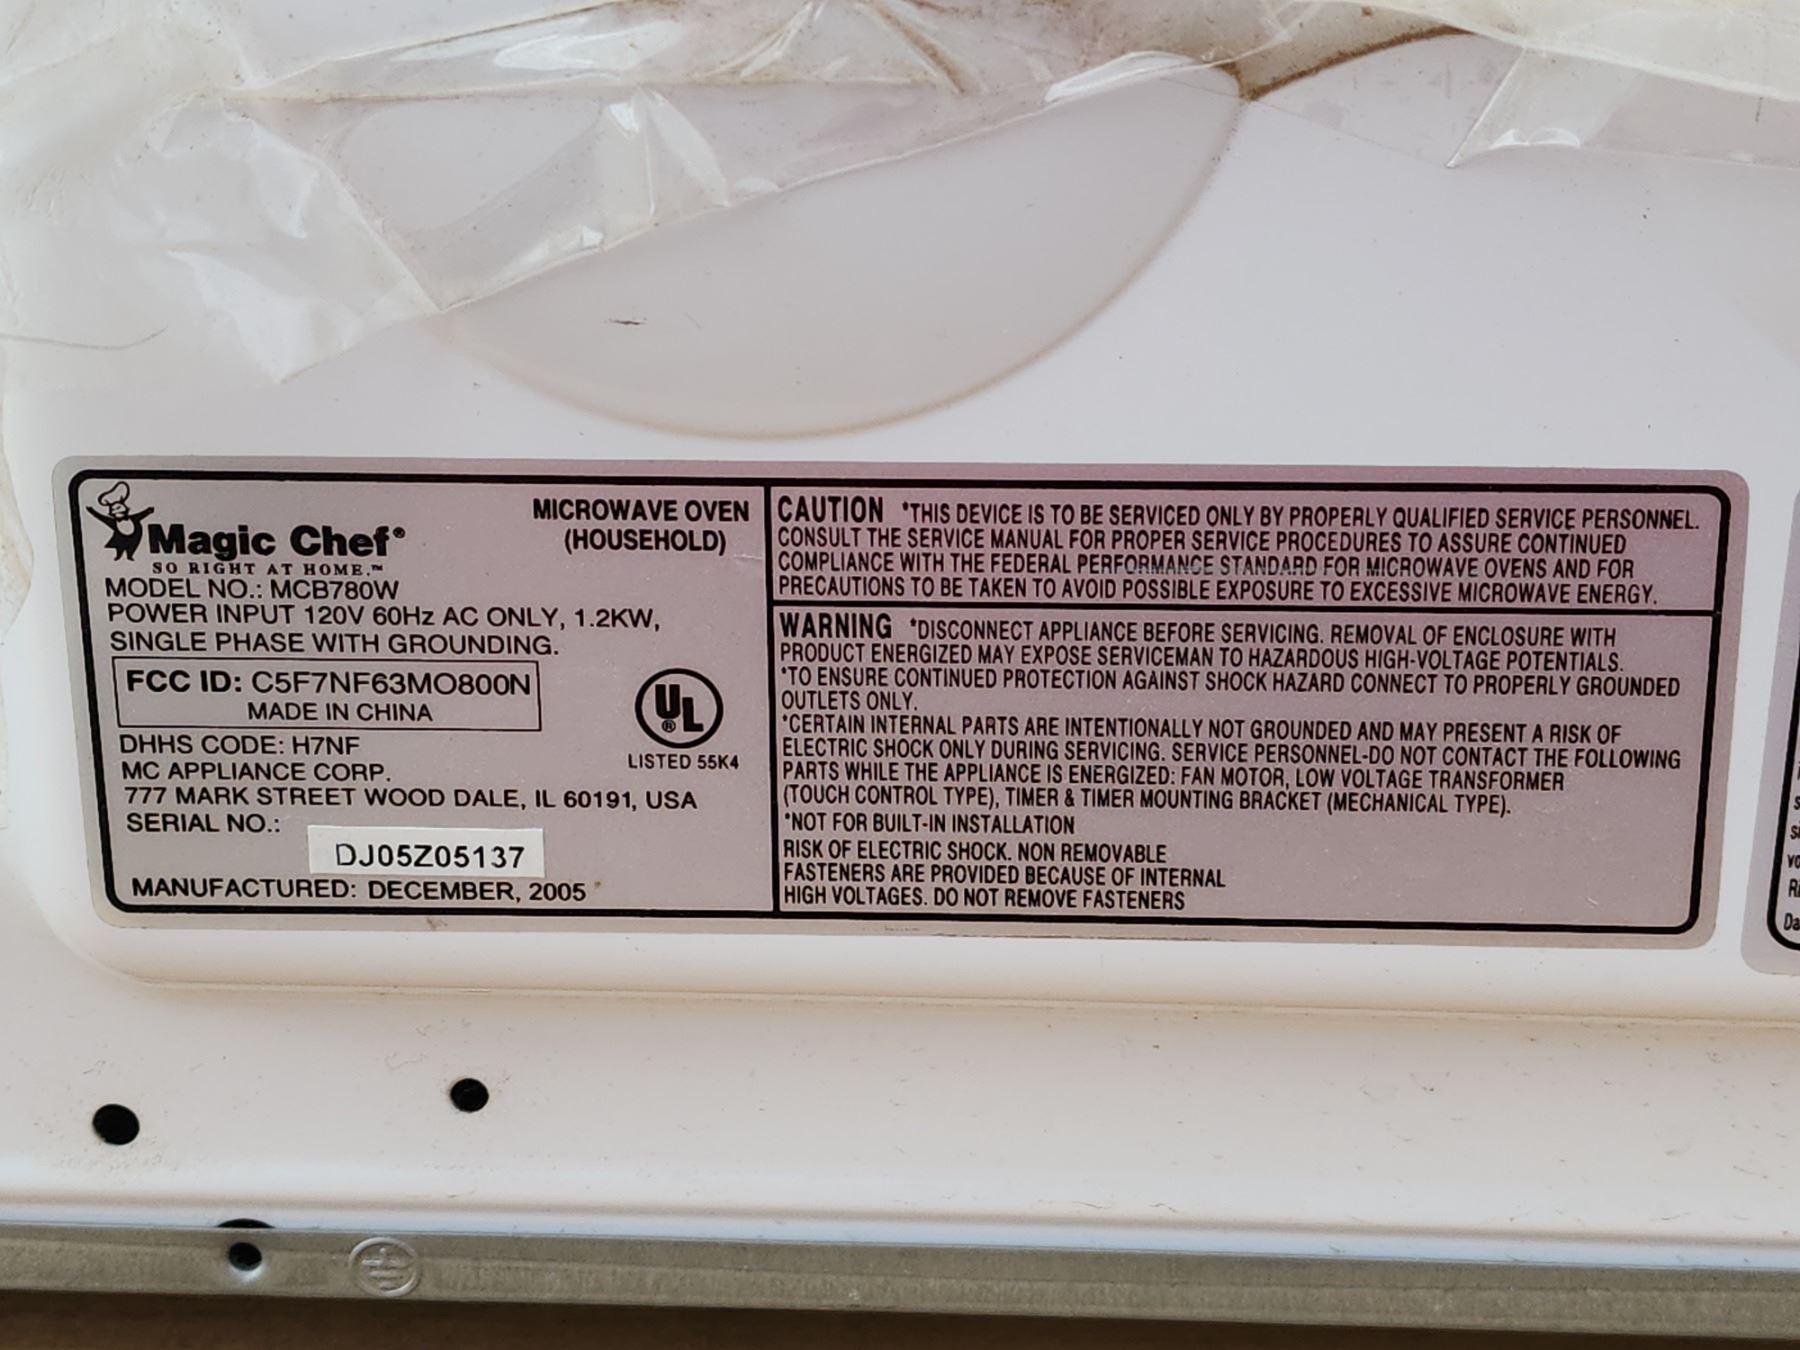 Magic Chef®
SO RIGHT AT HOME.™
MICROWAVE OVEN
(HOUSEHOLD)
MODEL NO.: MCB780W
POWER INPUT 120V 60Hz AC ONLY, 1.2KW,
SINGLE PHASE WITH GROUNDING.
FCC ID: C5F7NF63MO800N
MADE IN CHINA
UL
®
LISTED 55K4
DHHS CODE: H7NF
MC APPLIANCE CORP.
777 MARK STREET WOOD DALE, IL 60191, USA
SERIAL NO.:
DJ05Z05137
MANUFACTURED: DECEMBER, 2005
CAUTION *THIS DEVICE IS TO BE SERVICED ONLY BY PROPERLY QUALIFIED SERVICE PERSONNEL.
CONSULT THE SERVICE MANUAL FOR PROPER SERVICE PROCEDURES TO ASSURE CONTINUED
COMPLIANCE WITH THE FEDERAL PERFORMANCE STANDARD FOR MICROWAVE OVENS AND FOR
PRECAUTIONS TO BE TAKEN TO AVOID POSSIBLE EXPOSURE TO EXCESSIVE MICROWAVE ENERGY.
WARNING *DISCONNECT APPLIANCE BEFORE SERVICING. REMOVAL OF ENCLOSURE WITH
PRODUCT ENERGIZED MAY EXPOSE SERVICEMAN TO HAZARDOUS HIGH-VOLTAGE POTENTIALS.
*TO ENSURE CONTINUED PROTECTION AGAINST SHOCK HAZARD CONNECT TO PROPERLY GROUNDED
OUTLETS ONLY.
*CERTAIN INTERNAL PARTS ARE INTENTIONALLY NOT GROUNDED AND MAY PRESENT A RISK OF
ELECTRIC SHOCK ONLY DURING SERVICING. SERVICE PERSONNEL-DO NOT CONTACT THE FOLLOWING
PARTS WHILE THE APPLIANCE IS ENERGIZED: FAN MOTOR, LOW VOLTAGE TRANSFORMER
(TOUCH CONTROL TYPE), TIMER & TIMER MOUNTING BRACKET (MECHANICAL TYPE).
*NOT FOR BUILT-IN INSTALLATION
RISK OF ELECTRIC SHOCK. NON REMOVABLE
FASTENERS ARE PROVIDED BECAUSE OF INTERNAL
HIGH VOLTAGES. DO NOT REMOVE FASTENERS